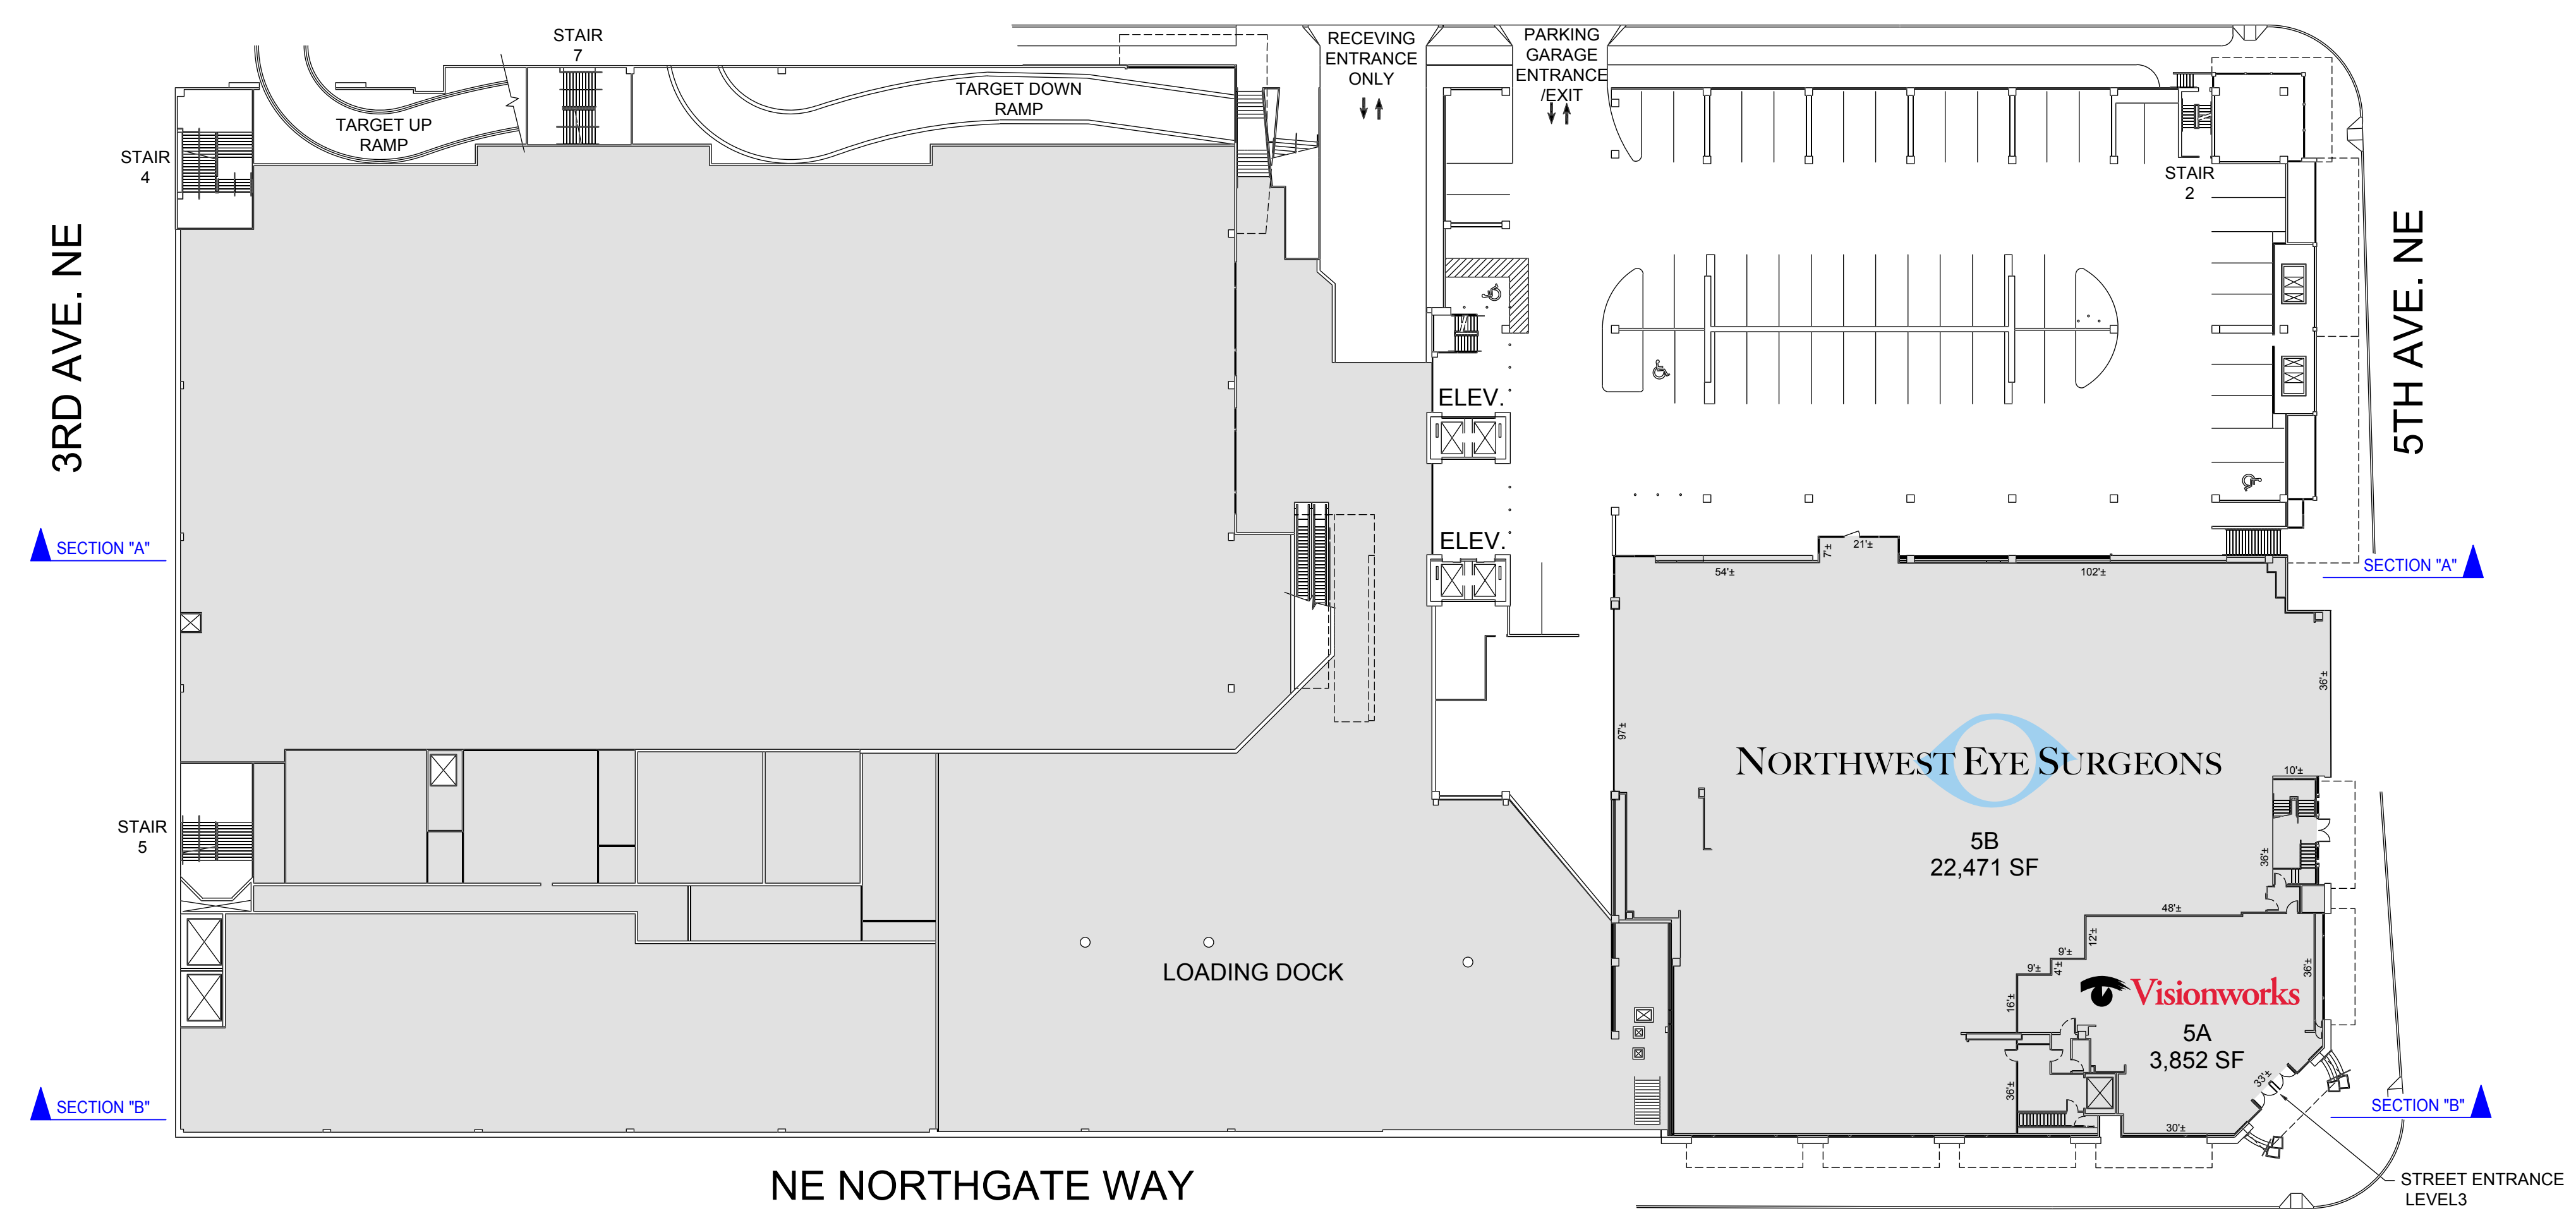 STAIR
7
RECEVING
ENTRANCE
ONLY
PARKING
GARAGE
ENTRANCE
/EXIT
TARGET DOWN
RAMP
TARGET UP
RAMP
STAIR
4
STAIR
2
3RD AVE. NE
5TH AVE. NE
ELEV.
ELEV.
SECTION "A"
SECTION "A"
7'±
21'±
54'±
102'±
36'±
97'±
NORTHWEST EYE SURGEONS
10'±
STAIR
5
5B
22,471 SF
36'±
48'±
12'±
9'±
4'±
9'±
36'±
16'±
LOADING DOCK
Visionworks
5A
3,852 SF
33'±
36'±
30'±
SECTION "B"
SECTION "B"
NE NORTHGATE WAY
STREET ENTRANCE
LEVEL3